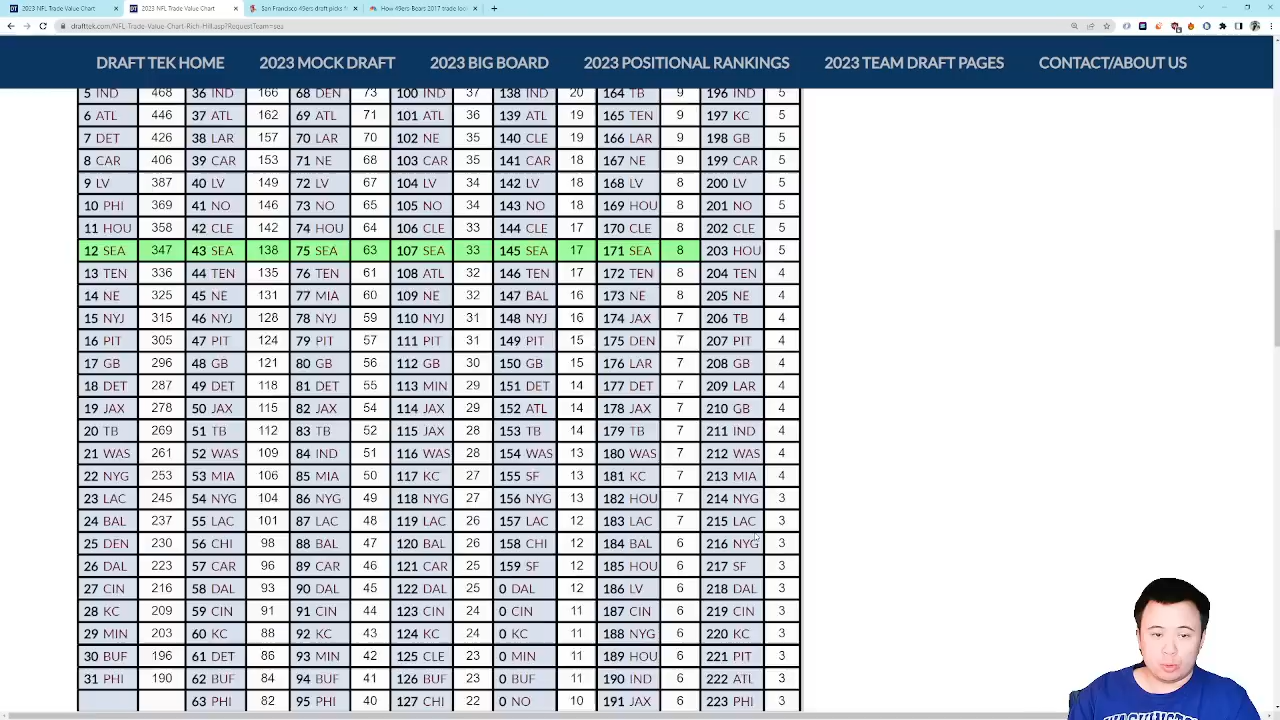 2023 NFL Trade Value Chart
2023 NFL Trade Value Chart
San Francisco 49ers draft picks
How 49ers-Bears 2017 trade
drafttek.com/NFL-Trade-Value-Chart-Rich-Hill.asp?RequestTeam=sea
DRAFT TEK HOME 2023 MOCK DRAFT 2023 BIG BOARD 2023 POSITIONAL RANKINGS 2023 TEAM DRAFT PAGES CONTACT/ABOUT US
5 IND 468 36 IND 166 68 DEN 73 100 IND 37 138 IND 20 164 TB 9 196 IND 5
6 ATL 446 37 ATL 162 69 ATL 71 101 ATL 36 139 ATL 19 165 TEN 9 197 KC 5
7 DET 426 38 LAR 157 70 LAR 70 102 NE 35 140 CLE 19 166 LAR 9 198 GB 5
8 CAR 406 39 CAR 153 71 NE 68 103 CAR 35 141 CAR 18 167 NE 9 199 CAR 5
9 LV 387 40 LV 149 72 LV 67 104 LV 34 142 LV 18 168 LV 8 200 LV 5
10 PHI 369 41 NO 146 73 NO 65 105 NO 34 143 NO 18 169 HOU 8 201 NO 5
11 HOU 358 42 CLE 142 74 HOU 64 106 CLE 33 144 CLE 17 170 CLE 8 202 CLE 5
12 SEA 347 43 SEA 138 75 SEA 63 107 SEA 33 145 SEA 17 171 SEA 8 203 HOU 5
13 TEN 336 44 TEN 135 76 TEN 61 108 ATL 32 146 TEN 17 172 TEN 8 204 TEN 4
14 NE 325 45 NE 131 77 MIA 60 109 NE 32 147 BAL 16 173 NE 8 205 NE 4
15 NYJ 315 46 NYJ 128 78 NYJ 59 110 NYJ 31 148 NYJ 16 174 JAX 7 206 TB 4
16 PIT 305 47 PIT 124 79 PIT 57 111 PIT 31 149 PIT 15 175 DEN 7 207 PIT 4
17 GB 296 48 GB 121 80 GB 56 112 GB 30 150 GB 15 176 LAR 7 208 GB 4
18 DET 287 49 DET 118 81 DET 55 113 MIN 29 151 DET 14 177 DET 7 209 LAR 4
19 JAX 278 50 JAX 115 82 JAX 54 114 JAX 29 152 ATL 14 178 JAX 7 210 GB 4
20 TB 269 51 TB 112 83 TB 52 115 JAX 28 153 TB 14 179 TB 7 211 IND 4
21 WAS 261 52 WAS 109 84 IND 51 116 WAS 28 154 WAS 13 180 WAS 7 212 WAS 4
22 NYG 253 53 MIA 106 85 MIA 50 117 KC 27 155 SF 13 181 KC 7 213 MIA 4
23 LAC 245 54 NYG 104 86 NYG 49 118 NYG 27 156 NYG 13 182 HOU 7 214 NYG 3
24 BAL 237 55 LAC 101 87 LAC 48 119 LAC 26 157 LAC 12 183 LAC 7 215 LAC 3
25 DEN 230 56 CHI 98 88 BAL 47 120 BAL 26 158 CHI 12 184 BAL 6 216 NYG 3
26 DAL 223 57 CAR 96 89 CAR 46 121 CAR 25 159 SF 12 185 HOU 6 217 SF 3
27 CIN 216 58 DAL 93 90 DAL 45 122 DAL 25 0 DAL 12 186 LV 6 218 DAL 3
28 KC 209 59 CIN 91 91 CIN 44 123 CIN 24 0 CIN 11 187 CIN 6 219 CIN 3
29 MIN 203 60 KC 88 92 KC 43 124 KC 24 0 KC 11 188 NYG 6 220 KC 3
30 BUF 196 61 DET 86 93 MIN 42 125 CLE 23 0 MIN 11 189 HOU 6 221 PIT 3
31 PHI 190 62 BUF 84 94 BUF 41 126 BUF 23 0 BUF 11 190 IND 6 222 ATL 3
63 PHI 82 95 PHI 40 127 CHI 22 0 NO 10 191 JAX 6 223 PHI 3